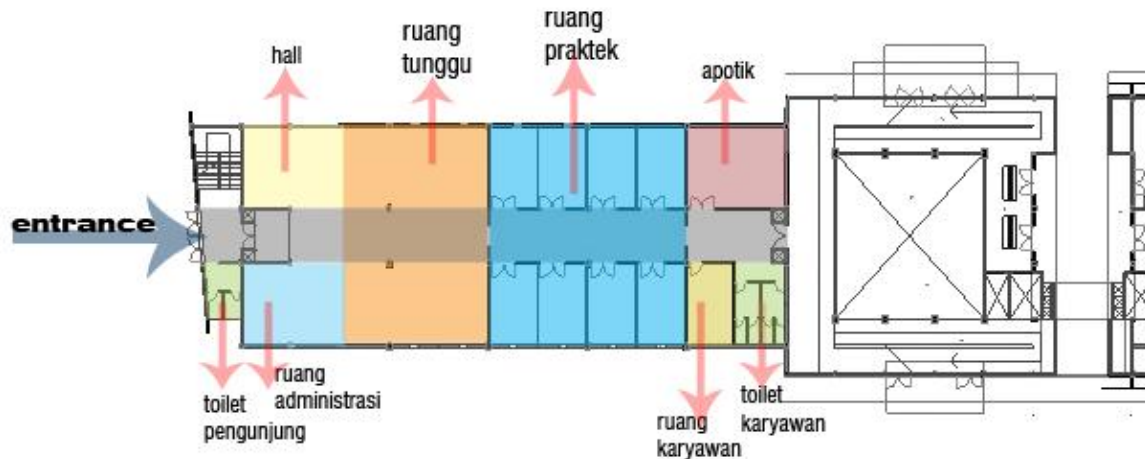 hall
ruang
tunggu
ruang
praktek
apotik
entrance
toilet
pengunjung
ruang
administrasi
ruang
karyawan
toilet
karyawan